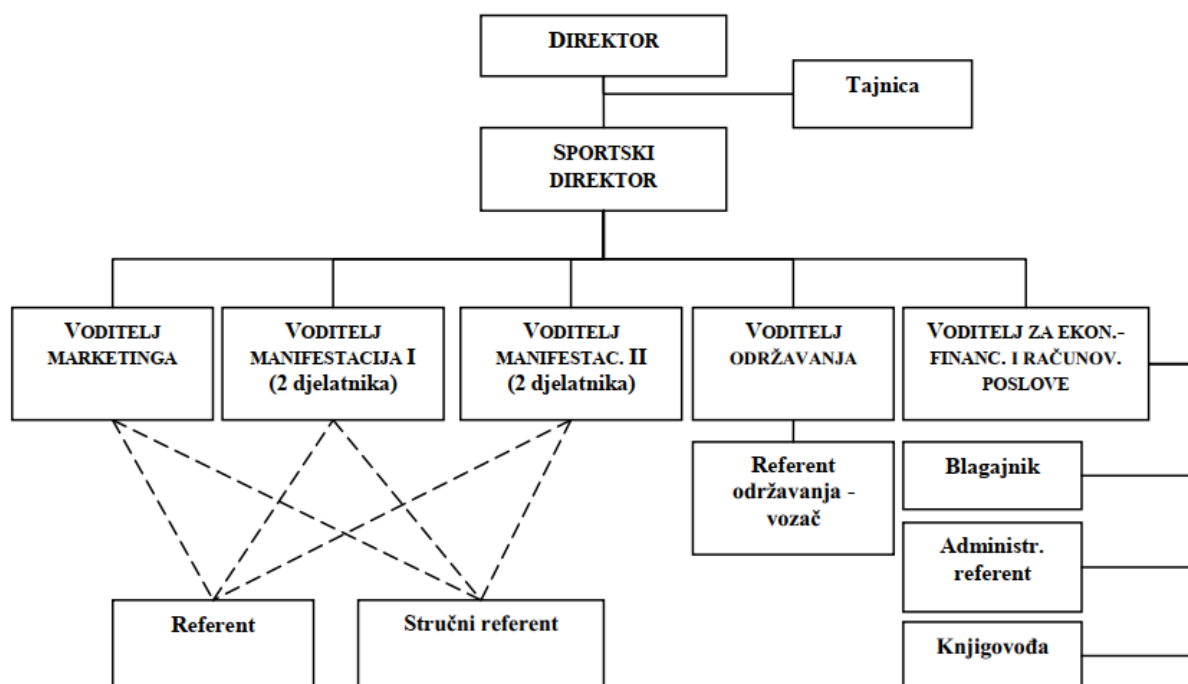 DIREKTOR
Tajnica
SPORTSKI
DIREKTOR
VODITELJ
MARKETINGA
VODITELJ
MANIFESTACIJA I
(2 djelatnika)
VODITELJ
MANIFESTAC. II
(2 djelatnika)
VODITELJ
ODRŽAVANJA
VODITELJ ZA EKON.-
FINANC. I RAČUNOV.
POSLOVE
Referent
održavanja -
vozač
Blagajnik
Administr.
referent
Referent
Stručni referent
Knjigovođa